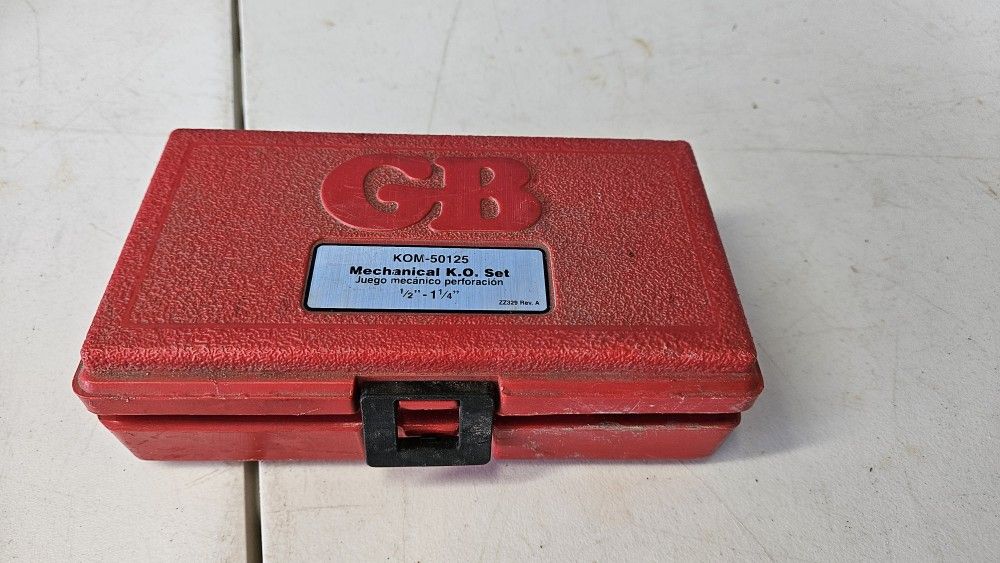 GB
KOM-50125
Mechanical K.O. Set
Juego mecánico perforación
½"-1¼"
ZZ329 Rev. A